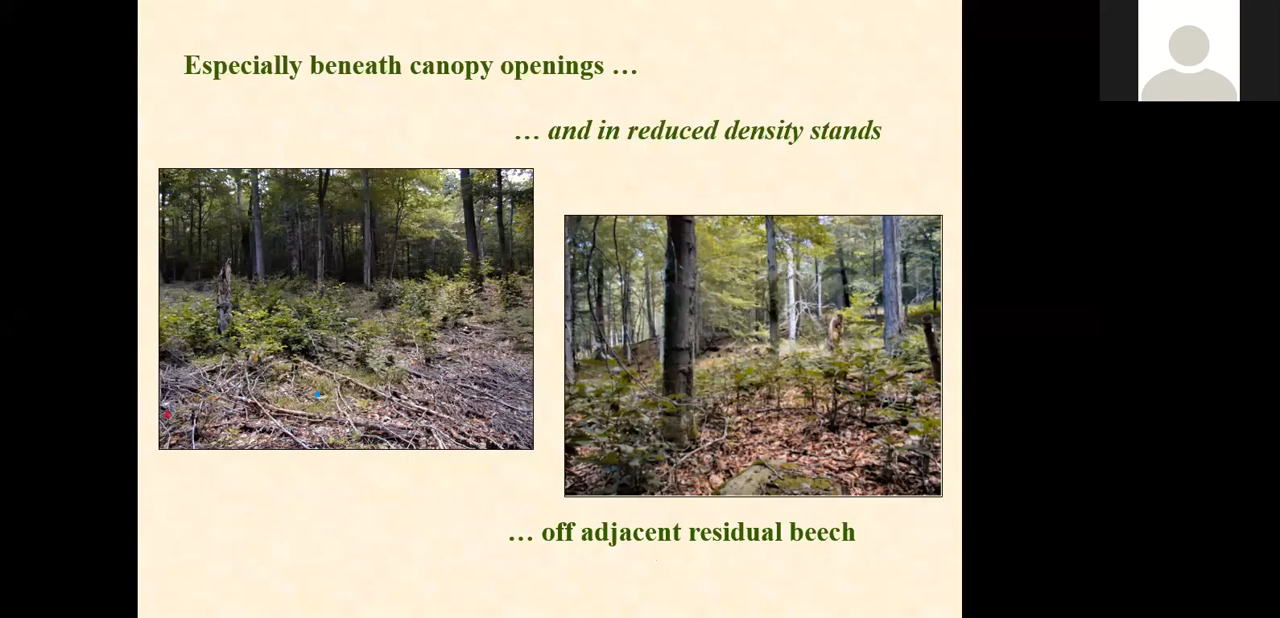 Especially beneath canopy openings …
… and in reduced density stands
… off adjacent residual beech